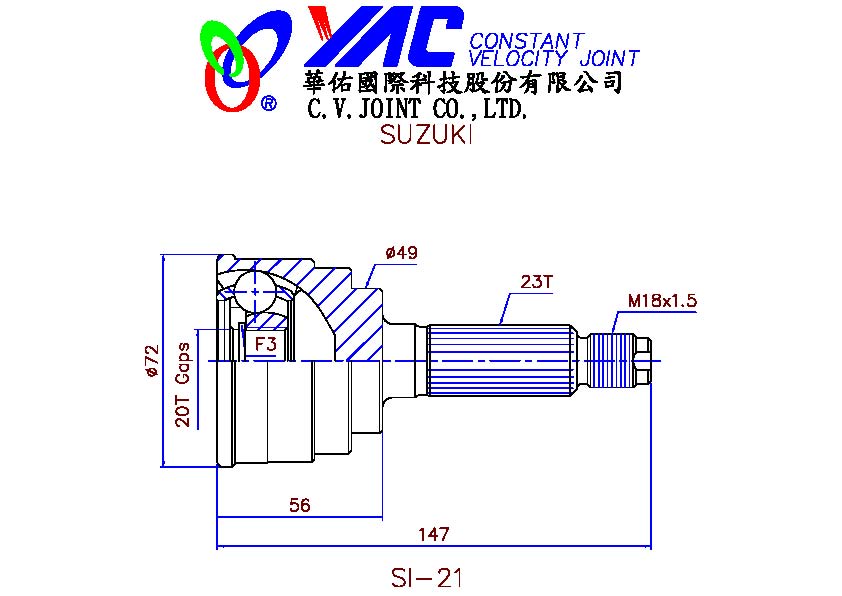 YAC CONSTANT
VELOCITY JOINT
®
華佑國際科技股份有限公司
C.V.JOINT CO.,LTD.
SUZUKI
ø49
23T
M18x1.5
F3
ø72
20T Gaps
56
147
SI-21